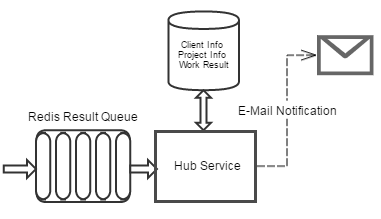 Client Info
Project Info
Work Result
Redis Result Queue
E-Mail Notification
Hub Service